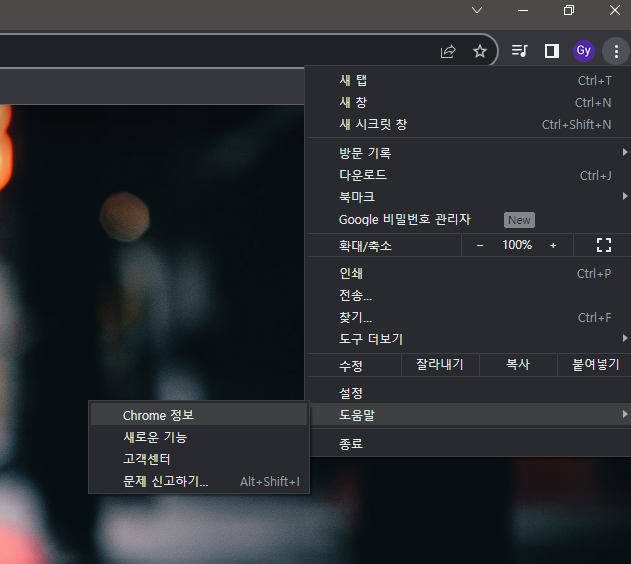 Gy
새 탭 Ctrl+T
새 창 Ctrl+N
새 시크릿 창 Ctrl+Shift+N
방문 기록
다운로드 Ctrl+J
북마크
Google 비밀번호 관리자 New
확대/축소 − 100% +
인쇄 Ctrl+P
전송...
찾기... Ctrl+F
도구 더보기
수정 잘라내기 복사 붙여넣기
설정
도움말
종료
Chrome 정보
새로운 기능
고객센터
문제 신고하기... Alt+Shift+I